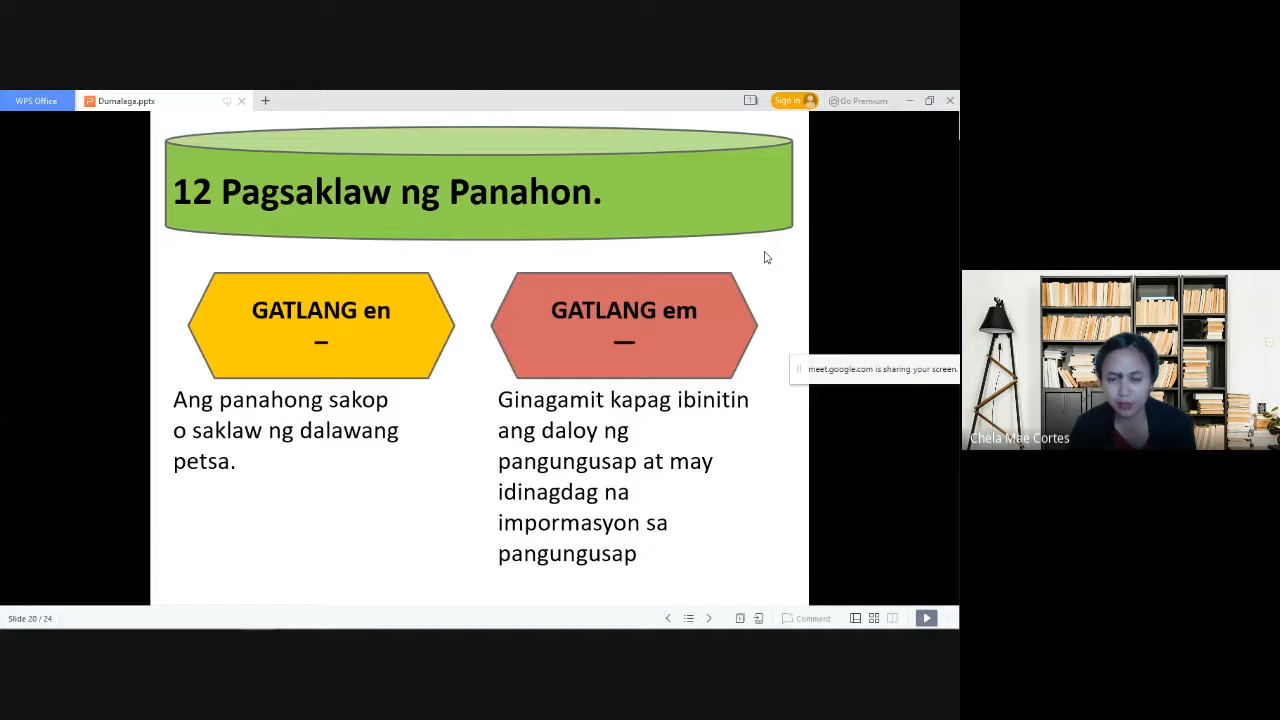 WPS Office
Dumalaga.pptx
1
Sign in
Go Premium
12 Pagsaklaw ng Panahon.
GATLANG en
–
GATLANG em
—
Ang panahong sakop
o saklaw ng dalawang
petsa.
Ginagamit kapag ibinitin
ang daloy ng
pangungusap at may
idinagdag na
impormasyon sa
pangungusap
meet.google.com is sharing your screen.
Chela Mae Cortes
Slide 20 / 24
Comment